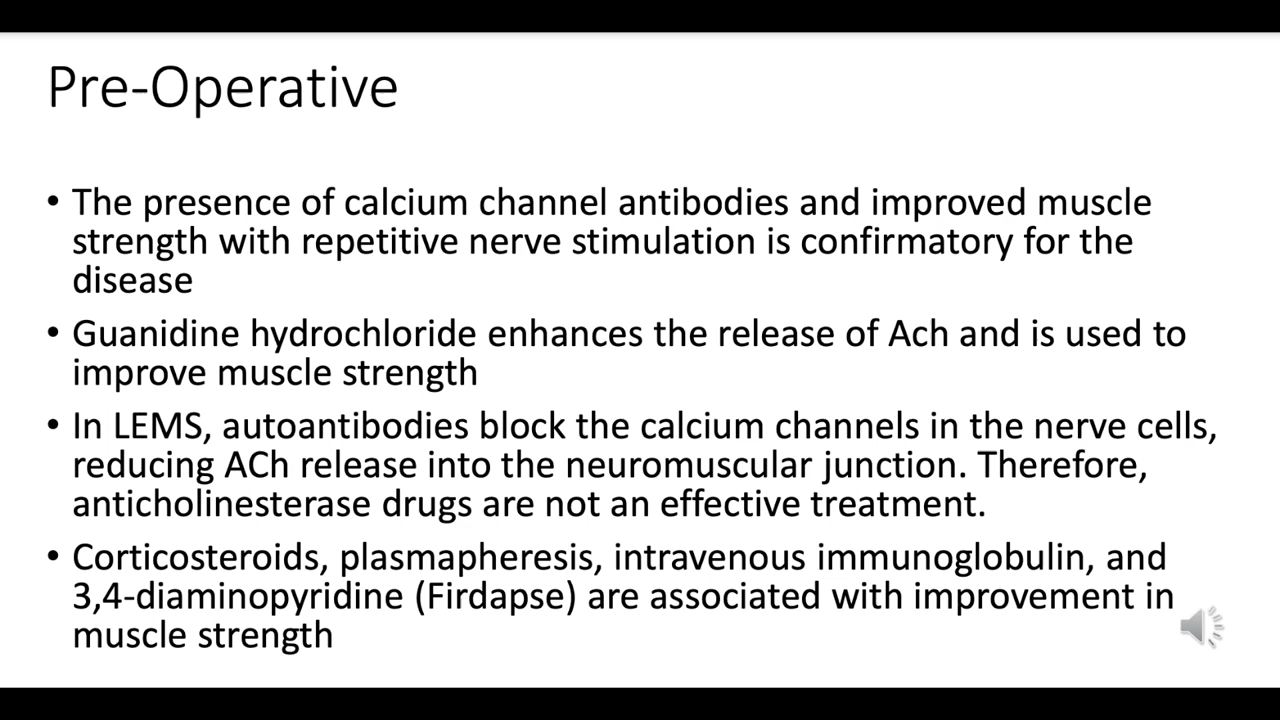 Pre-Operative
• The presence of calcium channel antibodies and improved muscle
strength with repetitive nerve stimulation is confirmatory for the
disease
• Guanidine hydrochloride enhances the release of Ach and is used to
improve muscle strength
• In LEMS, autoantibodies block the calcium channels in the nerve cells,
reducing ACh release into the neuromuscular junction. Therefore,
anticholinesterase drugs are not an effective treatment.
• Corticosteroids, plasmapheresis, intravenous immunoglobulin, and
3,4-diaminopyridine (Firdapse) are associated with improvement in
muscle strength